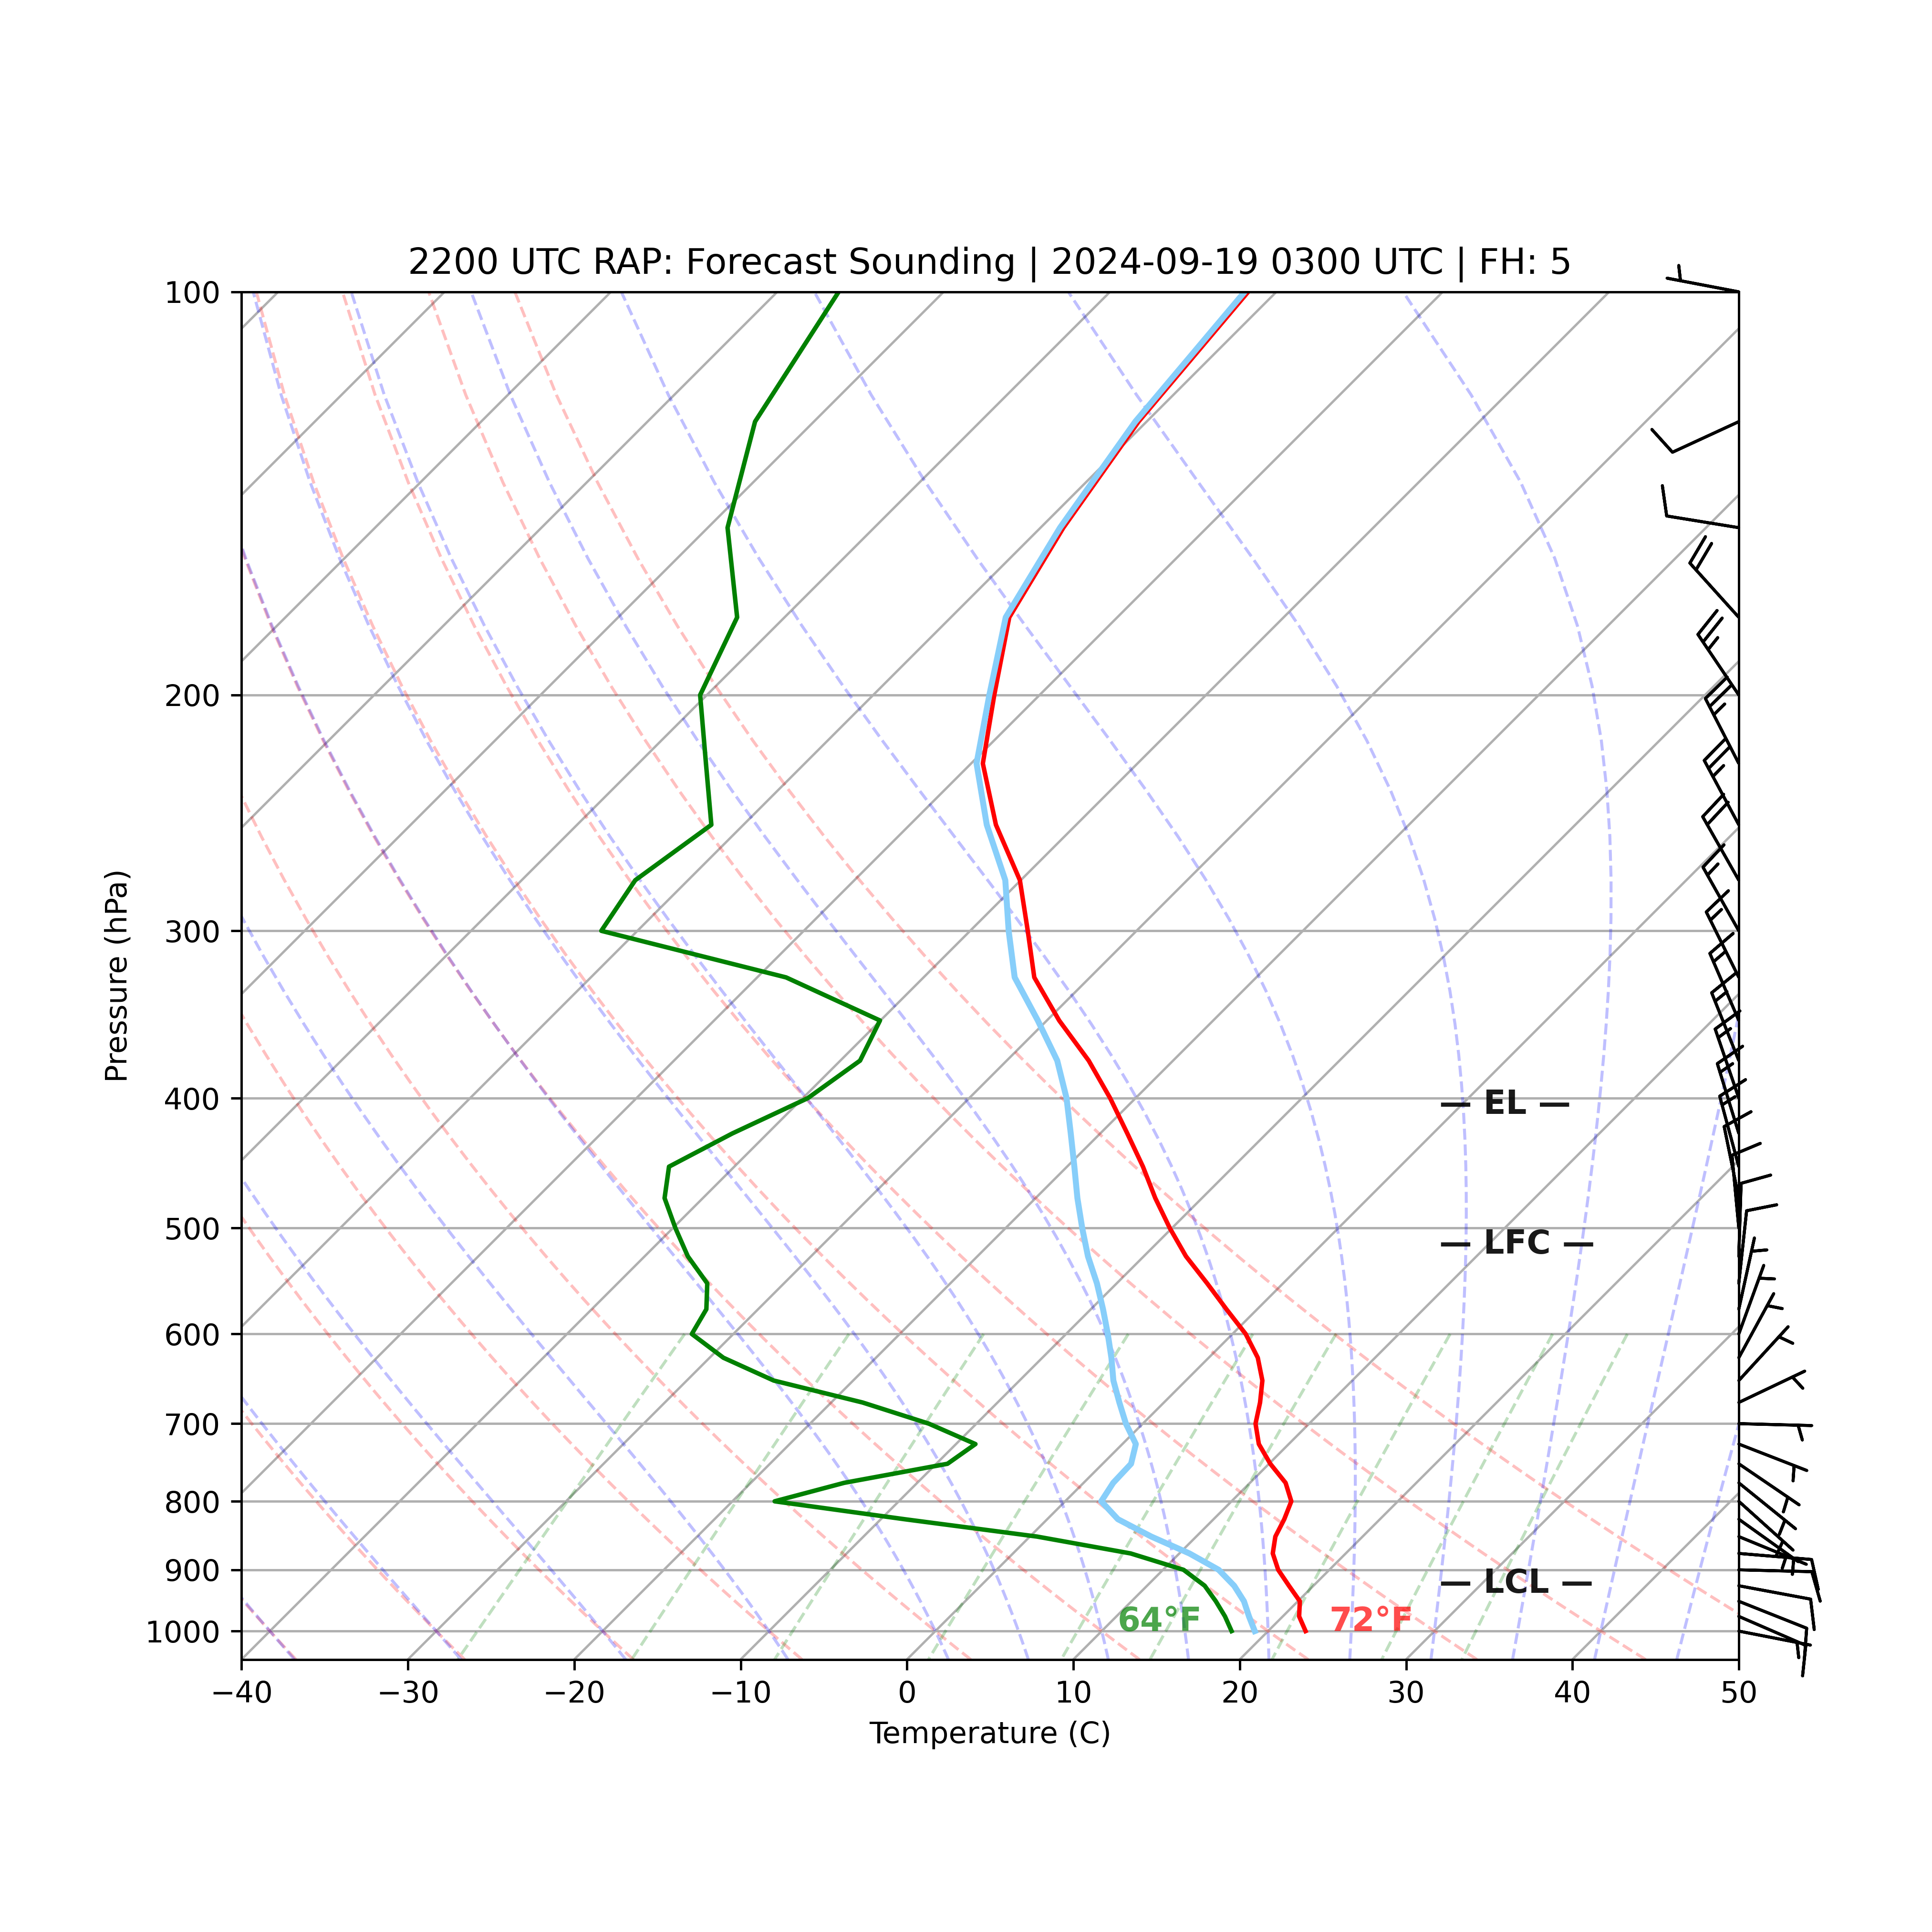 2200 UTC RAP: Forecast Sounding | 2024-09-19 0300 UTC | FH: 5
100
200
300
Pressure (hPa)
400
— EL —
500
— LFC —
600
700
800
900
— LCL —
1000
64°F
72°F
−40 −30 −20 −10 0 10 20 30 40 50
Temperature (C)